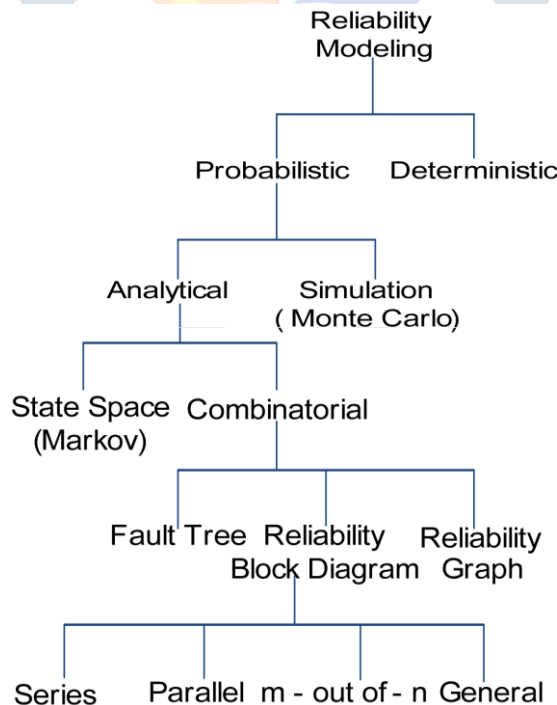 Reliability
Modeling
Probabilistic Deterministic
Analytical Simulation
( Monte Carlo)
State Space Combinatorial
(Markov)
Fault Tree Reliability Reliability
Block Diagram Graph
Series Parallel m - out of - n General